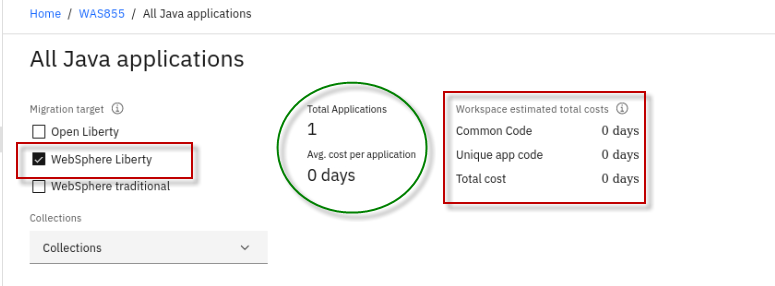 Home / WAS855 / All Java applications
All Java applications
Migration target
Open Liberty
WebSphere Liberty
WebSphere traditional
Collections
Collections
Total Applications
1
Avg. cost per application
0 days
Workspace estimated total costs
Common Code 0 days
Unique app code 0 days
Total cost 0 days